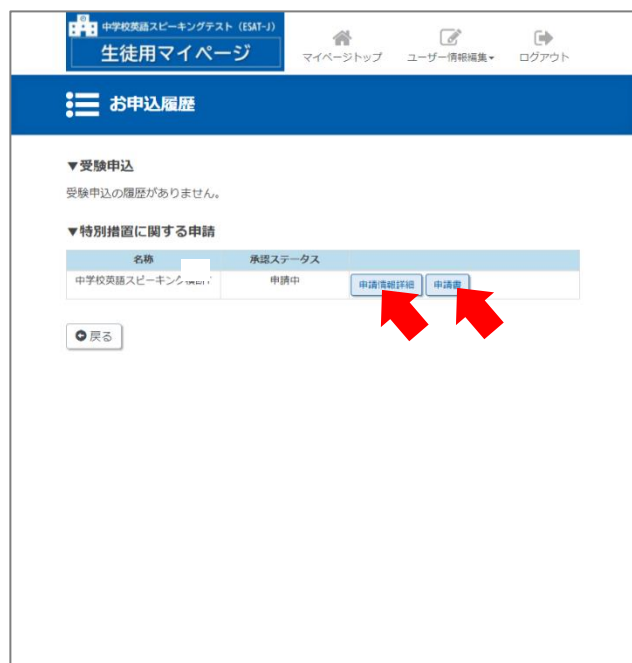 中学校英語スピーキングテスト（ESAT-J）
生徒用マイページ
マイページトップ
ユーザー情報編集▾
ログアウト
お申込履歴
▼受験申込
受験申込の履歴がありません。
▼特別措置に関する申請
名称 承認ステータス
中学校英語スピーキング 申請中 申請情報詳細 申請書
戻る